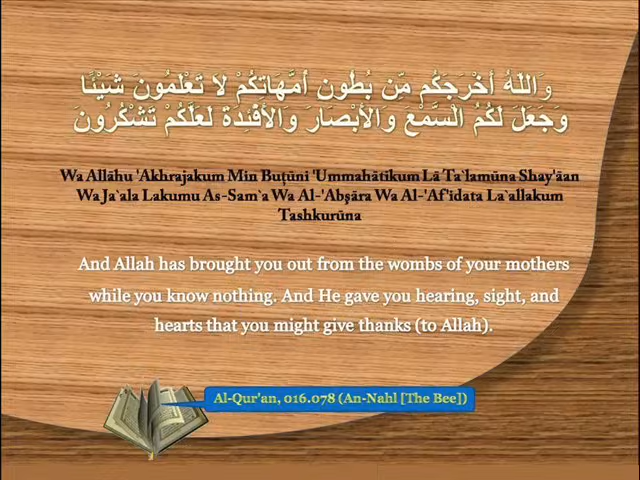 وَاللّهُ أَخْرَجَكُم مِّن بُطُونِ أُمَّهَاتِكُمْ لاَ تَعْلَمُونَ شَيْئًا
وَجَعَلَ لَكُمُ الْسَّمْعَ وَالأَبْصَارَ وَالأَفْئِدَةَ لَعَلَّكُمْ تَشْكُرُونَ
Wa Allāhu 'Akhrajakum Min Buţūni 'Ummahātikum Lā Ta`lamūna Shay'āan
Wa Ja`ala Lakumu As-Sam`a Wa Al-'Abşāra Wa Al-'Af'idata La`allakum
Tashkurūna
And Allah has brought you out from the wombs of your mothers
while you know nothing. And He gave you hearing, sight, and
hearts that you might give thanks (to Allah).
Al-Qur'an, 016.078 (An-Nahl [The Bee])